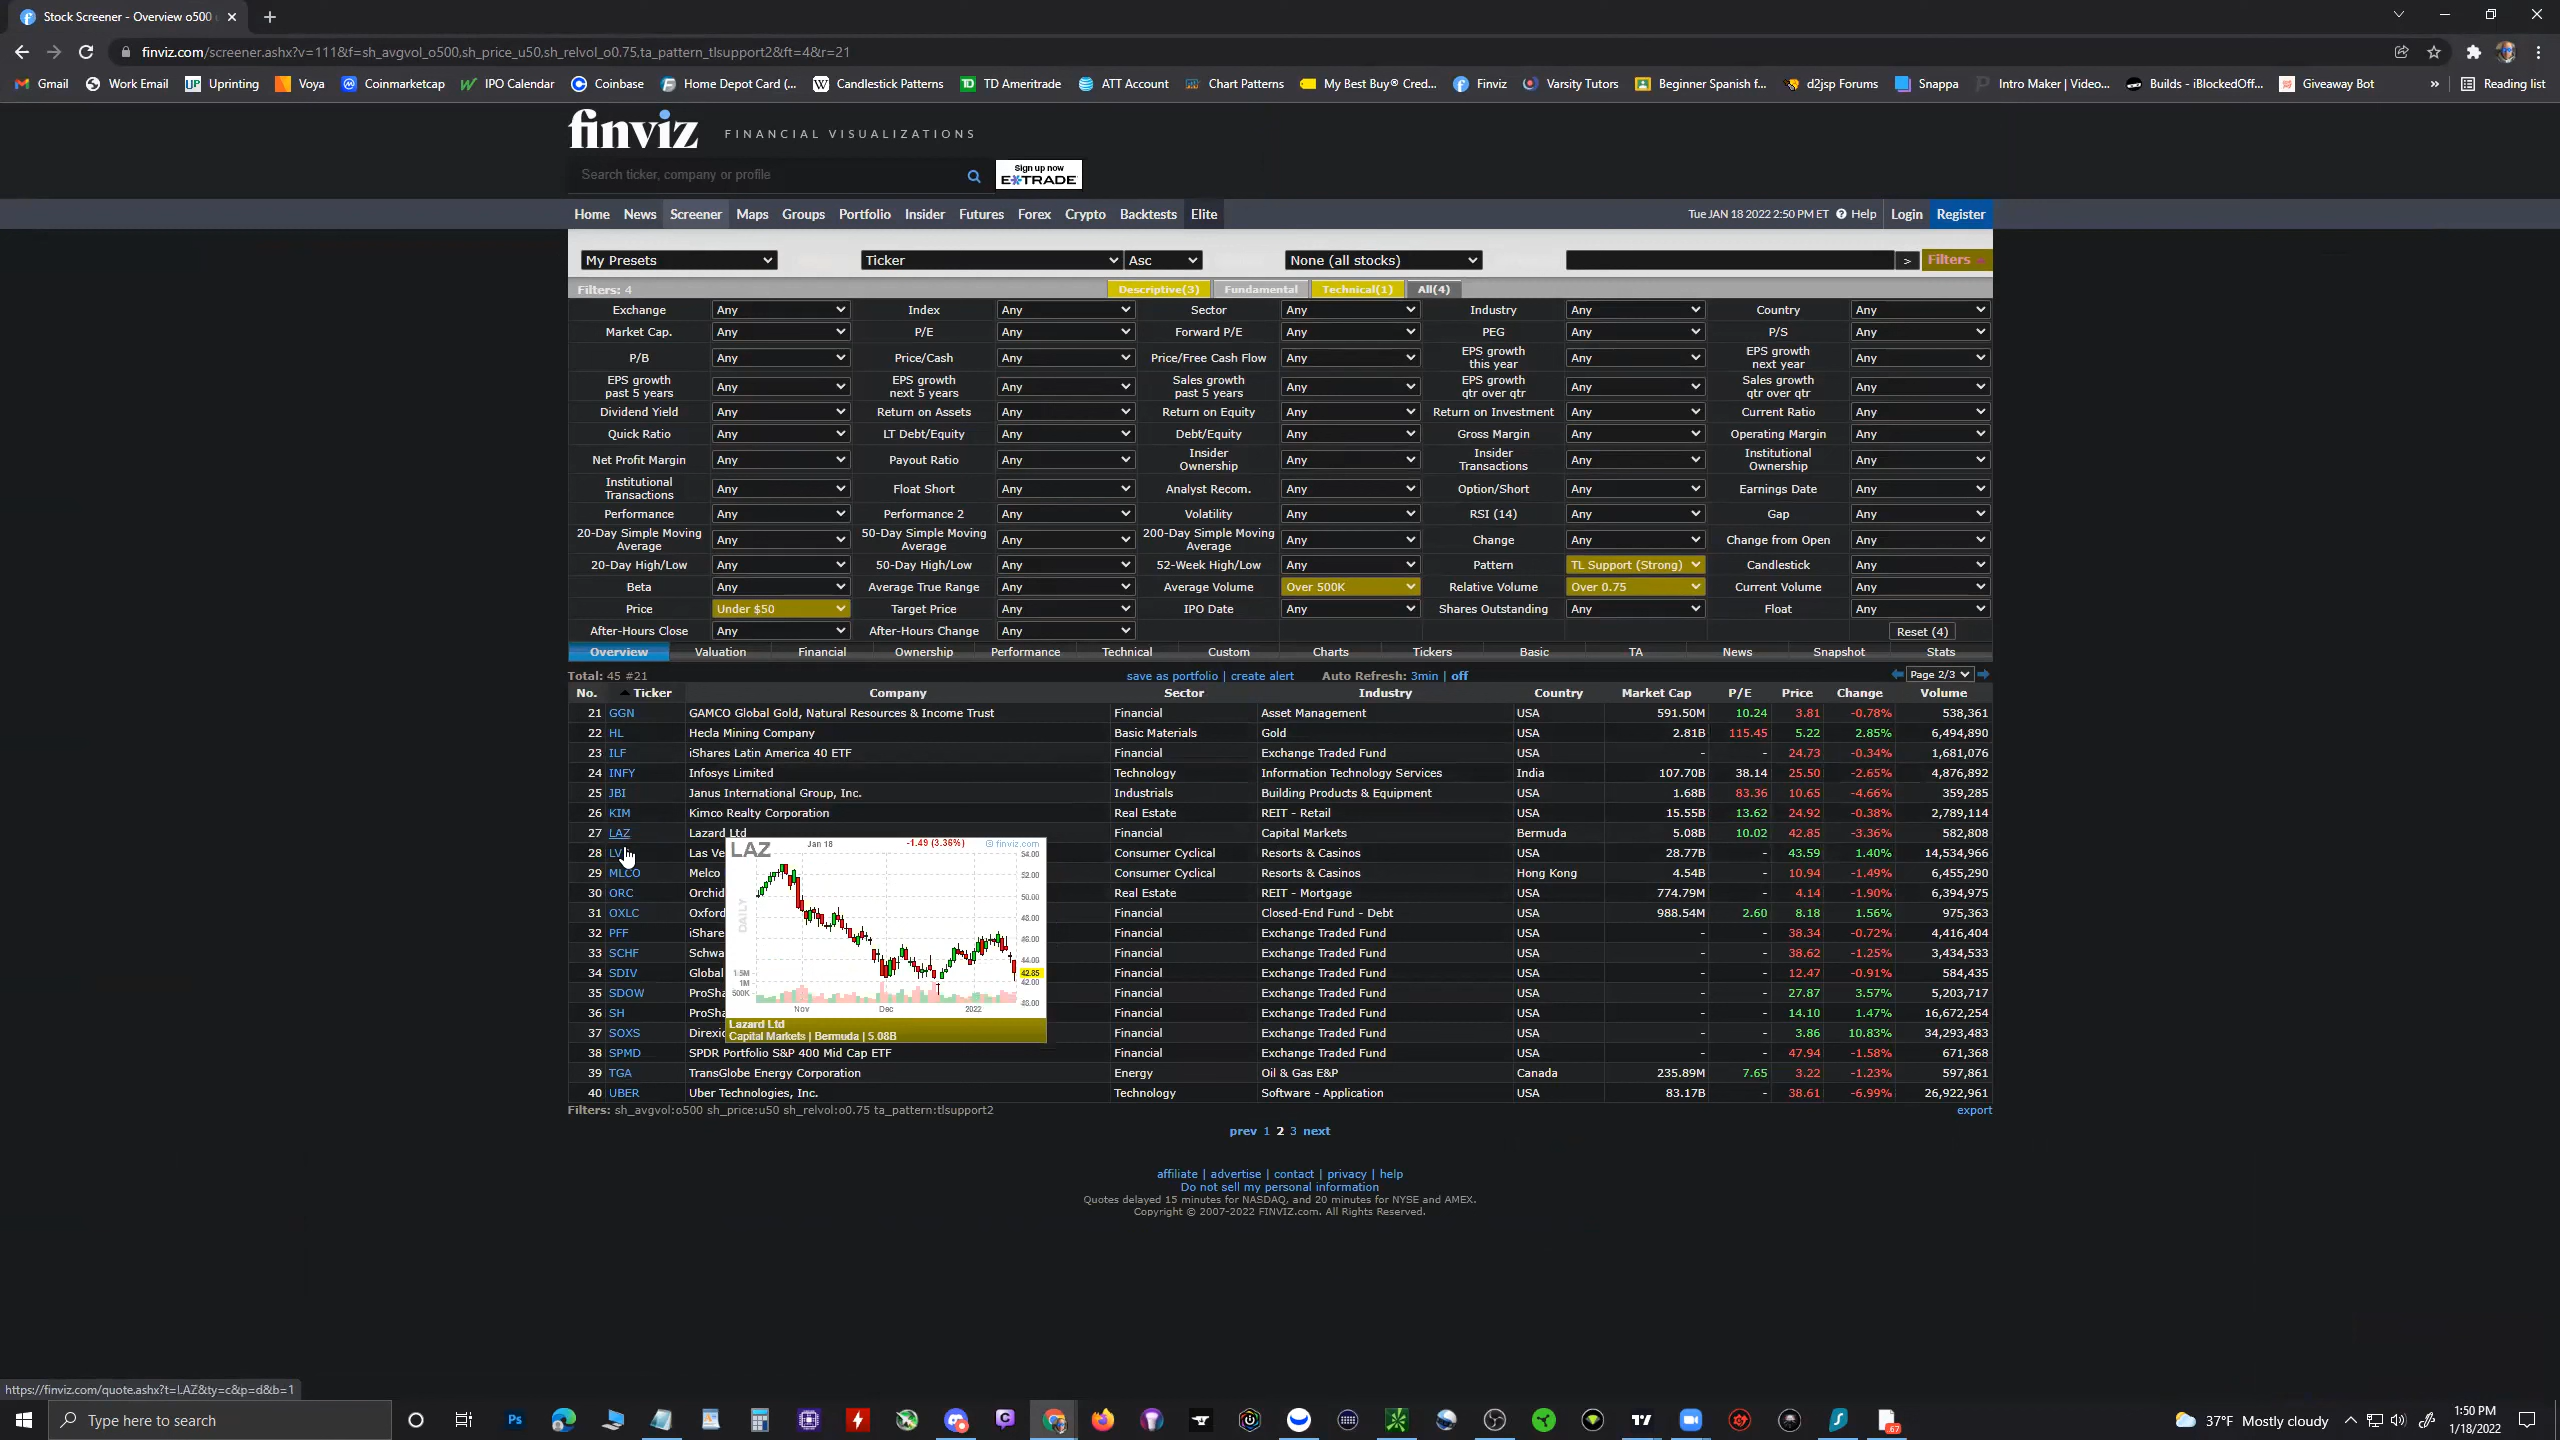 Stock Screener - Overview o500
finviz.com/screener.ashx?v=111&f=sh_avgvol_o500,sh_price_u50,sh_relvol_o0.75,ta_pattern_tlsupport2&ft=4&r=21
Gmail Work Email Uprinting Voya Coinmarketcap IPO Calendar Coinbase Home Depot Card (... Candlestick Patterns TD Ameritrade ATT Account Chart Patterns My Best Buy® Cred... Finviz Varsity Tutors Beginner Spanish f... d2jsp Forums Snappa Intro Maker | Video... Builds - iBlockedOff... Giveaway Bot » Reading list
finviz FINANCIAL VISUALIZATIONS
Search ticker, company or profile
Sign up now
E*TRADE
Home News Screener Maps Groups Portfolio Insider Futures Forex Crypto Backtests Elite Tue JAN 18 2022 2:50 PM ET Help Login Register
My Presets Ticker Asc None (all stocks) > Filters
Filters: 4 Descriptive(3) Fundamental Technical(1) All(4)
Exchange Any Index Any Sector Any Industry Any Country Any
Market Cap. Any P/E Any Forward P/E Any PEG Any P/S Any
P/B Any Price/Cash Any Price/Free Cash Flow Any EPS growth this year Any EPS growth next year Any
EPS growth past 5 years Any EPS growth next 5 years Any Sales growth past 5 years Any EPS growth qtr over qtr Any Sales growth qtr over qtr Any
Dividend Yield Any Return on Assets Any Return on Equity Any Return on Investment Any Current Ratio Any
Quick Ratio Any LT Debt/Equity Any Debt/Equity Any Gross Margin Any Operating Margin Any
Net Profit Margin Any Payout Ratio Any Insider Ownership Any Insider Transactions Any Institutional Ownership Any
Institutional Transactions Any Float Short Any Analyst Recom. Any Option/Short Any Earnings Date Any
Performance Any Performance 2 Any Volatility Any RSI (14) Any Gap Any
20-Day Simple Moving Average Any 50-Day Simple Moving Average Any 200-Day Simple Moving Average Any Change Any Change from Open Any
20-Day High/Low Any 50-Day High/Low Any 52-Week High/Low Any Pattern TL Support (Strong) Candlestick Any
Beta Any Average True Range Any Average Volume Over 500K Relative Volume Over 0.75 Current Volume Any
Price Under $50 Target Price Any IPO Date Any Shares Outstanding Any Float Any
After-Hours Close Any After-Hours Change Any Reset (4)
Overview Valuation Financial Ownership Performance Technical Custom Charts Tickers Basic TA News Snapshot Stats
Total: 45 #21 save as portfolio | create alert Auto Refresh: 3min | off Page 2/3
No. Ticker Company Sector Industry Country Market Cap P/E Price Change Volume
21 GGN GAMCO Global Gold, Natural Resources & Income Trust Financial Asset Management USA 591.50M 10.24 3.81 -0.78% 538,361
22 HL Hecla Mining Company Basic Materials Gold USA 2.81B 115.45 5.22 2.85% 6,494,890
23 ILF iShares Latin America 40 ETF Financial Exchange Traded Fund USA - - 24.73 -0.34% 1,681,076
24 INFY Infosys Limited Technology Information Technology Services India 107.70B 38.14 25.50 -2.65% 4,876,892
25 JBI Janus International Group, Inc. Industrials Building Products & Equipment USA 1.68B 83.36 10.65 -4.66% 359,285
26 KIM Kimco Realty Corporation Real Estate REIT - Retail USA 15.55B 13.62 24.92 -0.38% 2,789,114
27 LAZ Lazard Ltd Financial Capital Markets Bermuda 5.08B 10.02 42.85 -3.36% 582,808
28 LV Las Ve Consumer Cyclical Resorts & Casinos USA 28.77B - 43.59 1.40% 14,534,966
29 MLCO Melco Consumer Cyclical Resorts & Casinos Hong Kong 4.54B - 10.94 -1.49% 6,455,290
30 ORC Orchid Real Estate REIT - Mortgage USA 774.79M - 4.14 -1.90% 6,394,975
31 OXLC Oxford Financial Closed-End Fund - Debt USA 988.54M 2.60 8.18 1.56% 975,363
32 PFF iShare Financial Exchange Traded Fund USA - - 38.34 -0.72% 4,416,404
33 SCHF Schwa Financial Exchange Traded Fund USA - - 38.62 -1.25% 3,434,533
34 SDIV Global Financial Exchange Traded Fund USA - - 12.47 -0.91% 584,435
35 SDOW ProSha Financial Exchange Traded Fund USA - - 27.87 3.57% 5,203,717
36 SH ProSha Financial Exchange Traded Fund USA - - 14.10 1.47% 16,672,254
37 SOXS Direxio Financial Exchange Traded Fund USA - - 3.86 10.83% 34,293,483
38 SPMD SPDR Portfolio S&P 400 Mid Cap ETF Financial Exchange Traded Fund USA - - 47.94 -1.58% 671,368
39 TGA TransGlobe Energy Corporation Energy Oil & Gas E&P Canada 235.89M 7.65 3.22 -1.23% 597,861
40 UBER Uber Technologies, Inc. Technology Software - Application USA 83.17B - 38.61 -6.99% 26,922,961
LAZ Jan 18 -1.49 (3.36%) © finviz.com
54.00
52.00
50.00
48.00
46.00
44.00
42.85
42.00
DAILY
1.5M
1M
500K
Nov Dec 2022
Lazard Ltd
Capital Markets | Bermuda | 5.08B
Filters: sh_avgvol:o500 sh_price:u50 sh_relvol:o0.75 ta_pattern:tlsupport2 export
prev 1 2 3 next
affiliate | advertise | contact | privacy | help
Do not sell my personal information
Quotes delayed 15 minutes for NASDAQ, and 20 minutes for NYSE and AMEX.
Copyright © 2007-2022 FINVIZ.com. All Rights Reserved.
https://finviz.com/quote.ashx?t=LAZ&ty=c&p=d&b=1
Type here to search 37°F Mostly cloudy 1:50 PM
1/18/2022